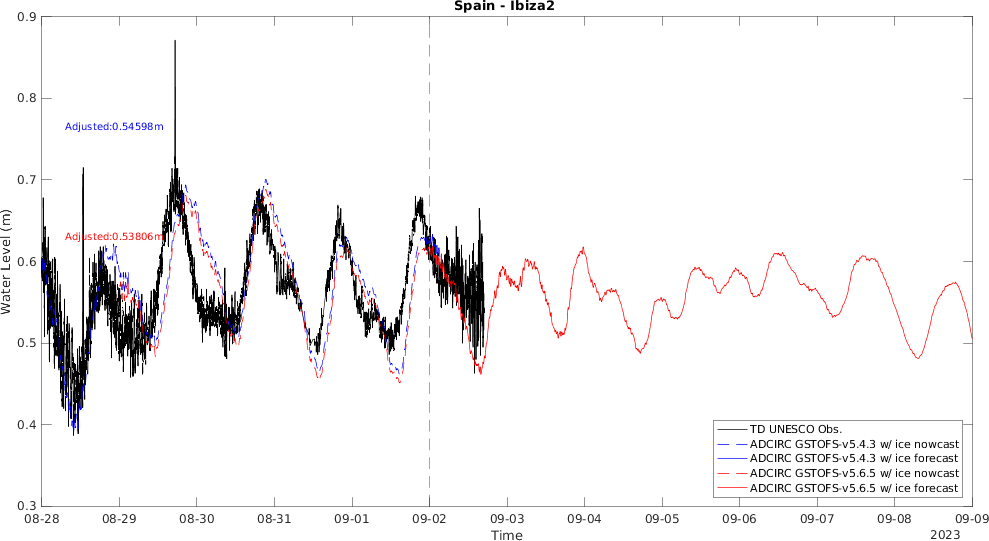 Spain - Ibiza2
0.9
0.8
0.7
0.6
0.5
0.4
0.3
Water Level (m)
Adjusted:0.54598m
Adjusted:0.53806m
TD UNESCO Obs.
ADCIRC GSTOFS-v5.4.3 w/ ice nowcast
ADCIRC GSTOFS-v5.4.3 w/ ice forecast
ADCIRC GSTOFS-v5.6.5 w/ ice nowcast
ADCIRC GSTOFS-v5.6.5 w/ ice forecast
08-28 08-29 08-30 08-31 09-01 09-02 09-03 09-04 09-05 09-06 09-07 09-08 09-09
Time
2023